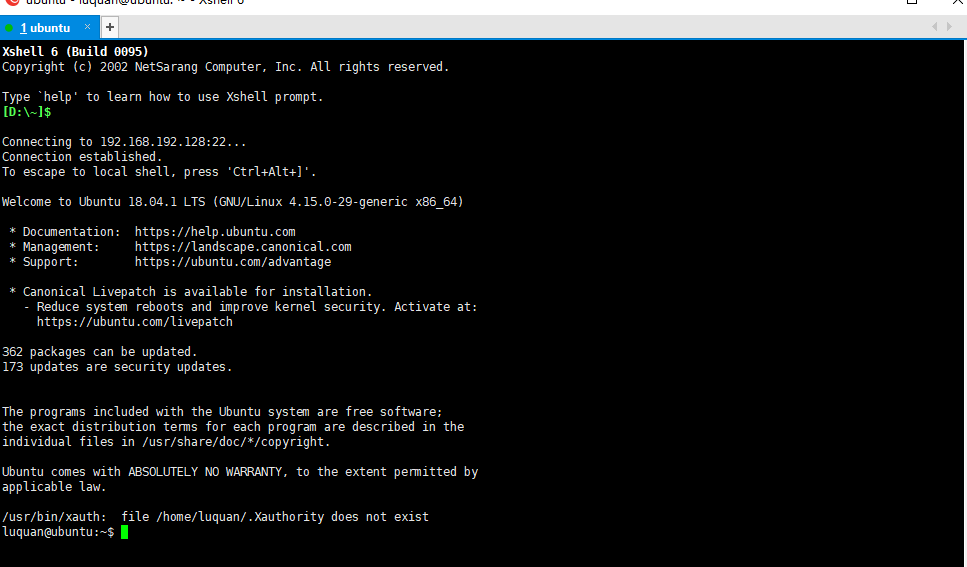 ubuntu - luquan@ubuntu: ~ - Xshell 6
1 ubuntu × +
Xshell 6 (Build 0095)
Copyright (c) 2002 NetSarang Computer, Inc. All rights reserved.
Type `help' to learn how to use Xshell prompt.
[D:\~]$
Connecting to 192.168.192.128:22...
Connection established.
To escape to local shell, press 'Ctrl+Alt+]'.
Welcome to Ubuntu 18.04.1 LTS (GNU/Linux 4.15.0-29-generic x86_64)
* Documentation:  https://help.ubuntu.com
* Management:     https://landscape.canonical.com
* Support:        https://ubuntu.com/advantage
* Canonical Livepatch is available for installation.
- Reduce system reboots and improve kernel security. Activate at:
https://ubuntu.com/livepatch
362 packages can be updated.
173 updates are security updates.
The programs included with the Ubuntu system are free software;
the exact distribution terms for each program are described in the
individual files in /usr/share/doc/*/copyright.
Ubuntu comes with ABSOLUTELY NO WARRANTY, to the extent permitted by
applicable law.
/usr/bin/xauth:  file /home/luquan/.Xauthority does not exist
luquan@ubuntu:~$